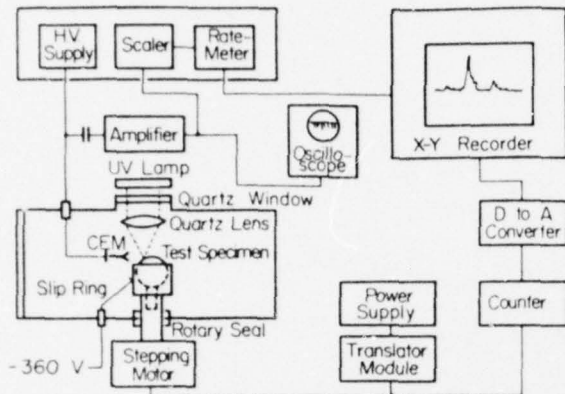 H.V.
Supply
Scaler
Rate-
Meter
Amplifier
Oscillo-
scope
X-Y Recorder
UV Lamp
Quartz Window
Quartz Lens
CEM
Test Specimen
Slip Ring
Rotary Seal
-360 V
Stepping
Motor
Power
Supply
Translator
Module
D to A
Converter
Counter